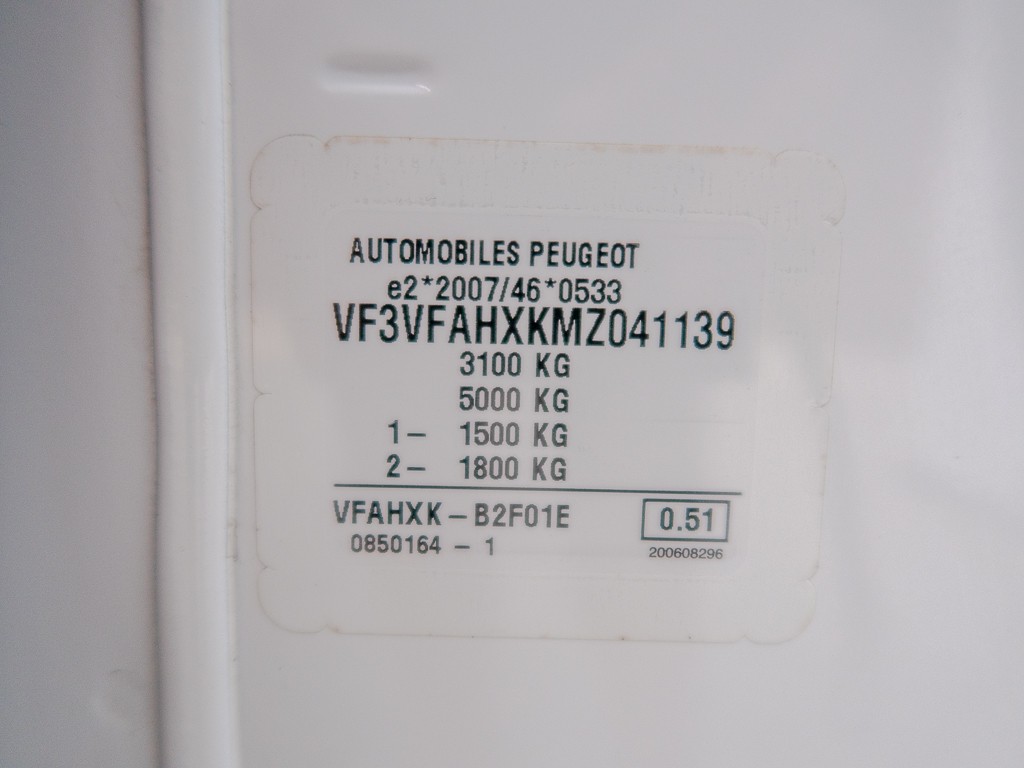 AUTOMOBILES PEUGEOT
e2*2007/46*0533
VF3VFAHXKMZ041139
3100 KG
5000 KG
1- 1500 KG
2- 1800 KG
VFAHXK-B2F01E
0.51
0850164 - 1
200608296